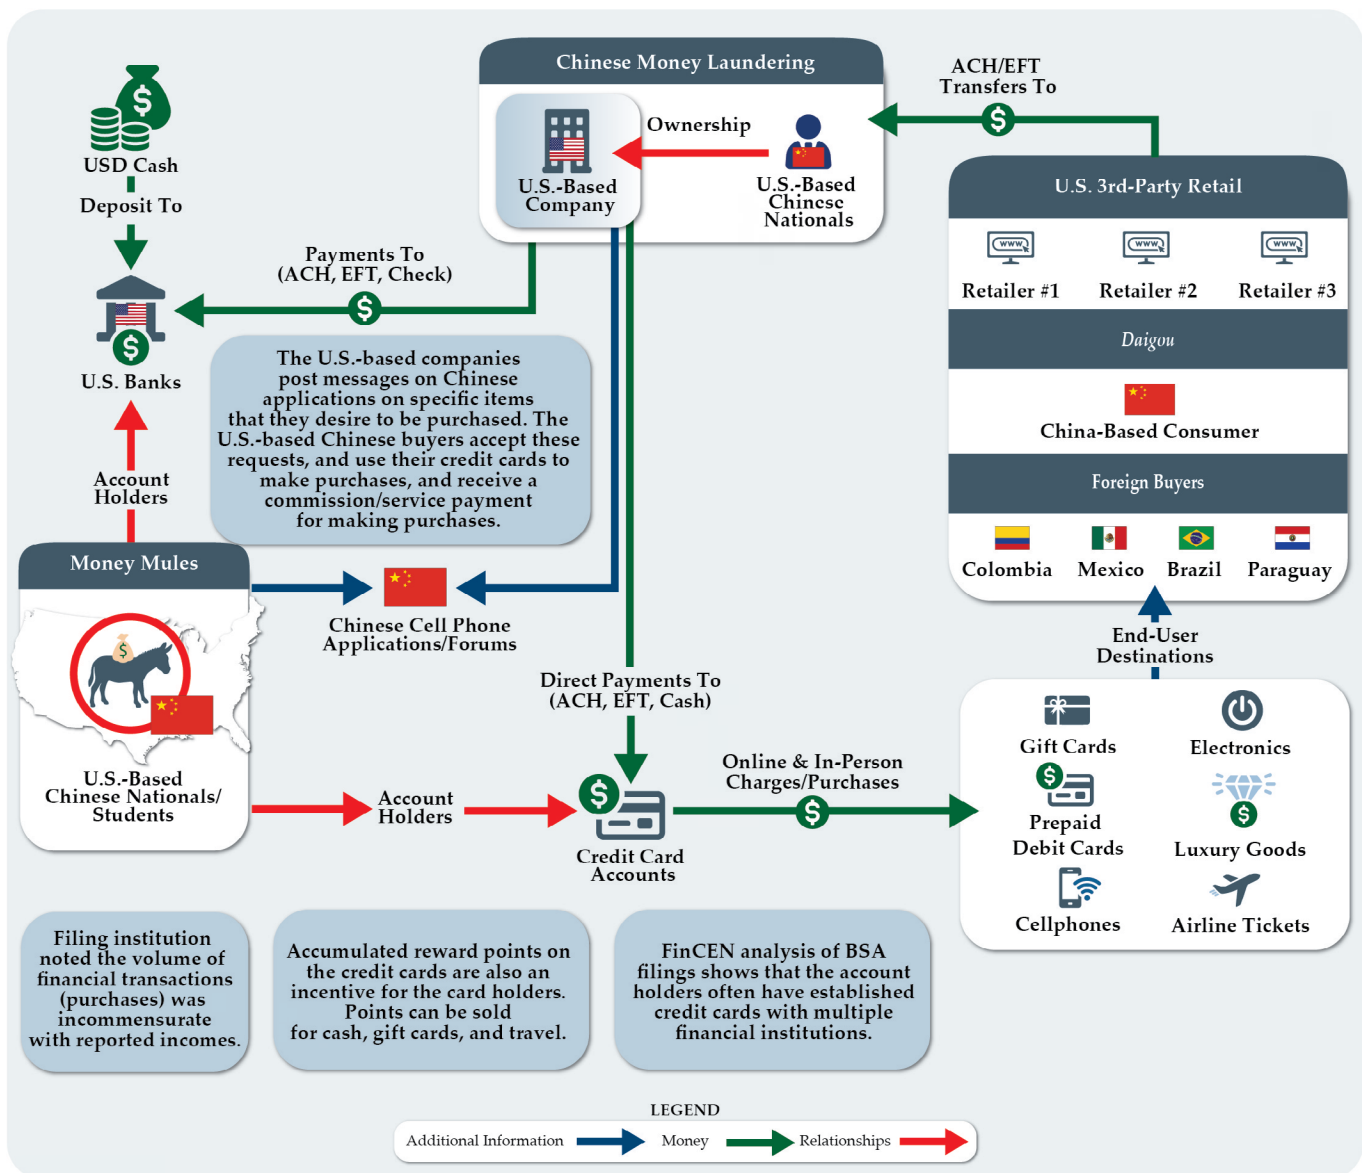 Chinese Money Laundering
U.S.-Based
Company
Ownership
U.S.-Based
Chinese
Nationals
ACH/EFT
Transfers To
USD Cash
Deposit To
U.S. Banks
Payments To
(ACH, EFT, Check)
U.S. 3rd-Party Retail
www
www
www
Retailer #1
Retailer #2
Retailer #3
Daigou
China-Based Consumer
Foreign Buyers
Colombia
Mexico
Brazil
Paraguay
The U.S.-based companies
post messages on Chinese
applications on specific items
that they desire to be purchased. The
U.S.-based Chinese buyers accept these
requests, and use their credit cards to
make purchases, and receive a
commission/service payment
for making purchases.
Account
Holders
Money Mules
U.S.-Based
Chinese Nationals/
Students
Chinese Cell Phone
Applications/Forums
End-User
Destinations
Direct Payments To
(ACH, EFT, Cash)
Account
Holders
Credit Card
Accounts
Online & In-Person
Charges/Purchases
Gift Cards
Electronics
Prepaid
Debit Cards
Luxury Goods
Cellphones
Airline Tickets
Filing institution
noted the volume of
financial transactions
(purchases) was
incommensurate
with reported incomes.
Accumulated reward points on
the credit cards are also an
incentive for the card holders.
Points can be sold
for cash, gift cards, and travel.
FinCEN analysis of BSA
filings shows that the account
holders often have established
credit cards with multiple
financial institutions.
LEGEND
Additional Information
Money
Relationships